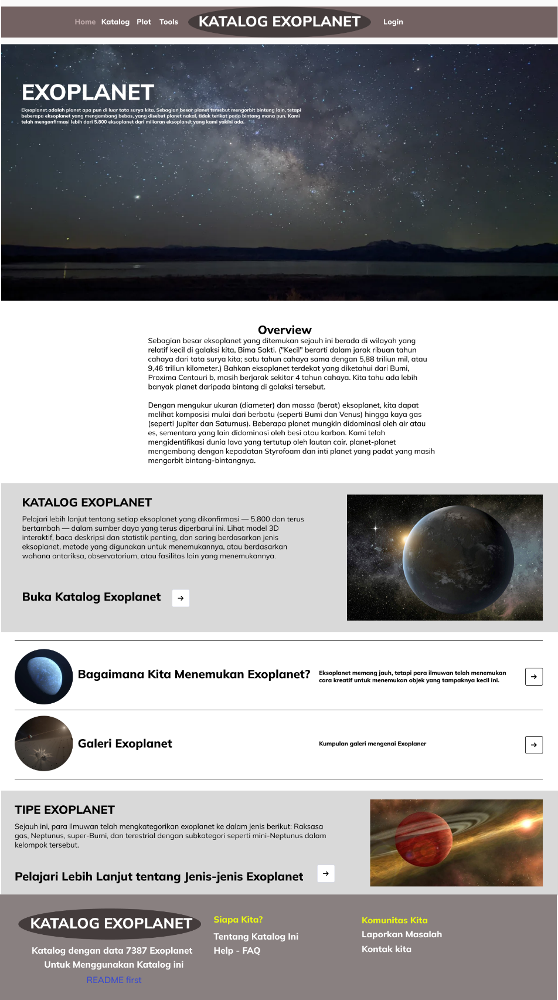 Home Katalog Plot Tools KATALOG EXOPLANET Login
EXOPLANET
Eksoplanet adalah planet apa pun di luar tata surya kita. Sebagian besar planet tersebut mengorbit bintang lain, tetapi
beberapa eksoplanet yang mengambang bebas, yang disebut planet nakal, tidak terikat pada bintang mana pun. Kami
telah mengonfirmasi lebih dari 5.800 eksoplanet dari miliaran eksoplanet yang kami yakini ada.
Overview
Sebagian besar eksoplanet yang ditemukan sejauh ini berada di wilayah yang
relatif kecil di galaksi kita, Bima Sakti. ("Kecil" berarti dalam jarak ribuan tahun
cahaya dari tata surya kita; satu tahun cahaya sama dengan 5,88 triliun mil, atau
9,46 triliun kilometer.) Bahkan eksoplanet terdekat yang diketahui dari Bumi,
Proxima Centauri b, masih berjarak sekitar 4 tahun cahaya. Kita tahu ada lebih
banyak planet daripada bintang di galaksi tersebut.
Dengan mengukur ukuran (diameter) dan massa (berat) eksoplanet, kita dapat
melihat komposisi mulai dari berbatu (seperti Bumi dan Venus) hingga kaya gas
(seperti Jupiter dan Saturnus). Beberapa planet mungkin didominasi oleh air atau
es, sementara yang lain didominasi oleh besi atau karbon. Kami telah
mengidentifikasi dunia lava yang tertutup oleh lautan cair, planet-planet
mengembang dengan kepadatan Styrofoam dan inti planet yang padat yang masih
mengorbit bintang-bintangnya.
KATALOG EXOPLANET
Pelajari lebih lanjut tentang setiap eksoplanet yang dikonfirmasi — 5.800 dan terus
bertambah — dalam sumber daya yang terus diperbarui ini. Lihat model 3D
interaktif, baca deskripsi dan statistik penting, dan saring berdasarkan jenis
eksoplanet, metode yang digunakan untuk menemukannya, atau berdasarkan
wahana antariksa, observatorium, atau fasilitas lain yang menemukannya.
Buka Katalog Exoplanet
Bagaimana Kita Menemukan Exoplanet?
Eksoplanet memang jauh, tetapi para ilmuwan telah menemukan
cara kreatif untuk menemukan objek yang tampaknya kecil ini.
Galeri Exoplanet
Kumpulan galeri mengenai Exoplaner
TIPE EXOPLANET
Sejauh ini, para ilmuwan telah mengkategorikan exoplanet ke dalam jenis berikut: Raksasa
gas, Neptunus, super-Bumi, dan terestrial dengan subkategori seperti mini-Neptunus dalam
kelompok tersebut.
Pelajari Lebih Lanjut tentang Jenis-jenis Exoplanet
KATALOG EXOPLANET
Katalog dengan data 7387 Exoplanet
Untuk Menggunakan Katalog ini
README first
Siapa Kita?
Tentang Katalog Ini
Help - FAQ
Komunitas Kita
Laporkan Masalah
Kontak kita